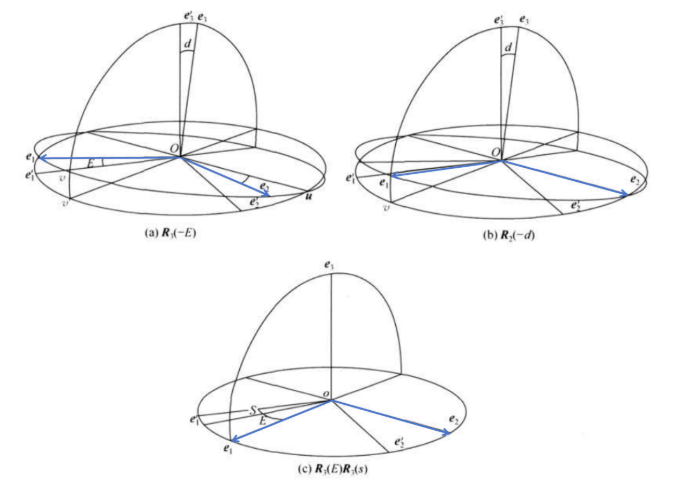 e′₃ e₃
d
O
e₁
E
e′₁
v
v
e₂
e′₂
u
(a) R₃(−E)
e′₃ e₃
d
O
e′₁
e₁
v
e₂
e′₂
(b) R₂(−d)
e₃
o
S
E
e′₁
e₁
e₂
e′₂
(c) R₃(E)R₃(s)